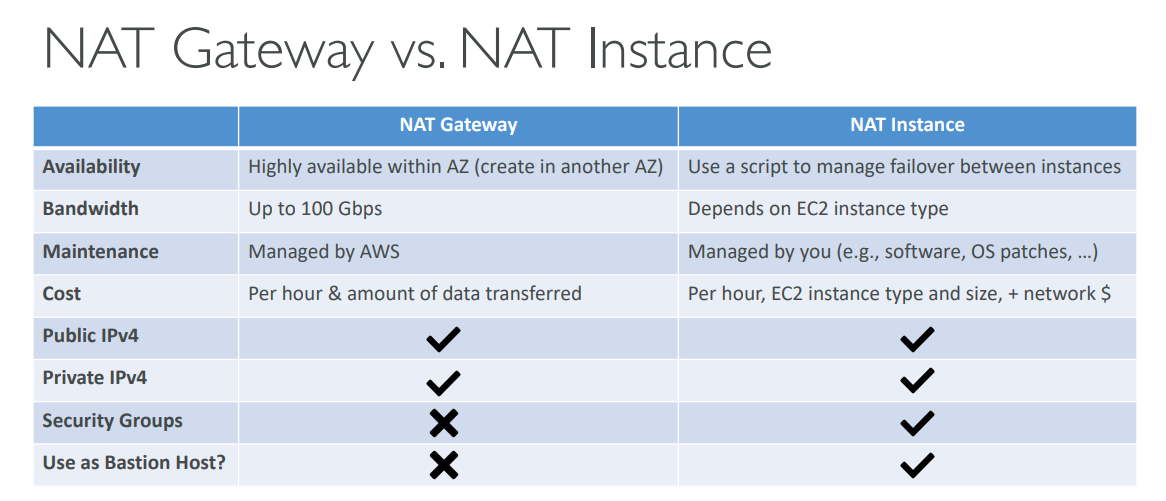 NAT Gateway vs. NAT Instance
NAT Gateway NAT Instance
Availability Highly available within AZ (create in another AZ) Use a script to manage failover between instances
Bandwidth Up to 100 Gbps Depends on EC2 instance type
Maintenance Managed by AWS Managed by you (e.g., software, OS patches, …)
Cost Per hour & amount of data transferred Per hour, EC2 instance type and size, + network $
Public IPv4 ✔ ✔
Private IPv4 ✔ ✔
Security Groups ✖ ✔
Use as Bastion Host? ✖ ✔